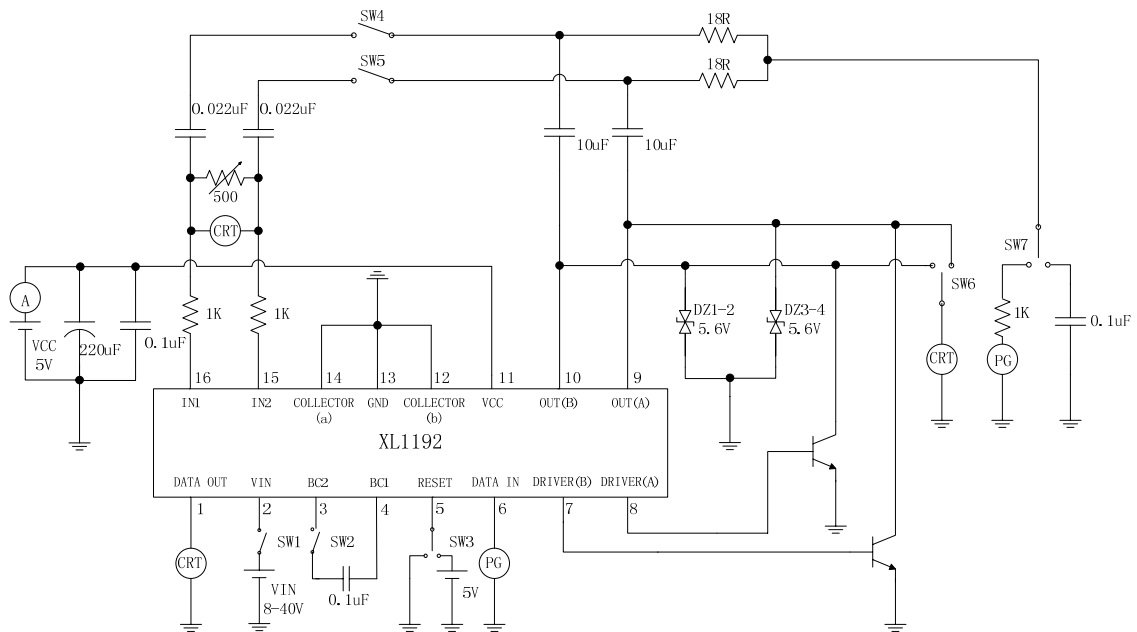 SW4
18R
SW5
18R
0.022uF
0.022uF
10uF
10uF
500
CRT
SW7
A
SW6
VCC
5V
220uF
0.1uF
1K
1K
DZ1-2
5.6V
DZ3-4
5.6V
1K
0.1uF
CRT
PG
16
15
14
13
12
11
10
9
IN1
IN2
COLLECTOR
(a)
GND
COLLECTOR
(b)
VCC
OUT(B)
OUT(A)
XL1192
DATA OUT
VIN
BC2
BC1
RESET
DATA IN
DRIVER(B)
DRIVER(A)
1
2
3
4
5
6
7
8
SW1
SW2
SW3
CRT
PG
VIN
8-40V
0.1uF
5V